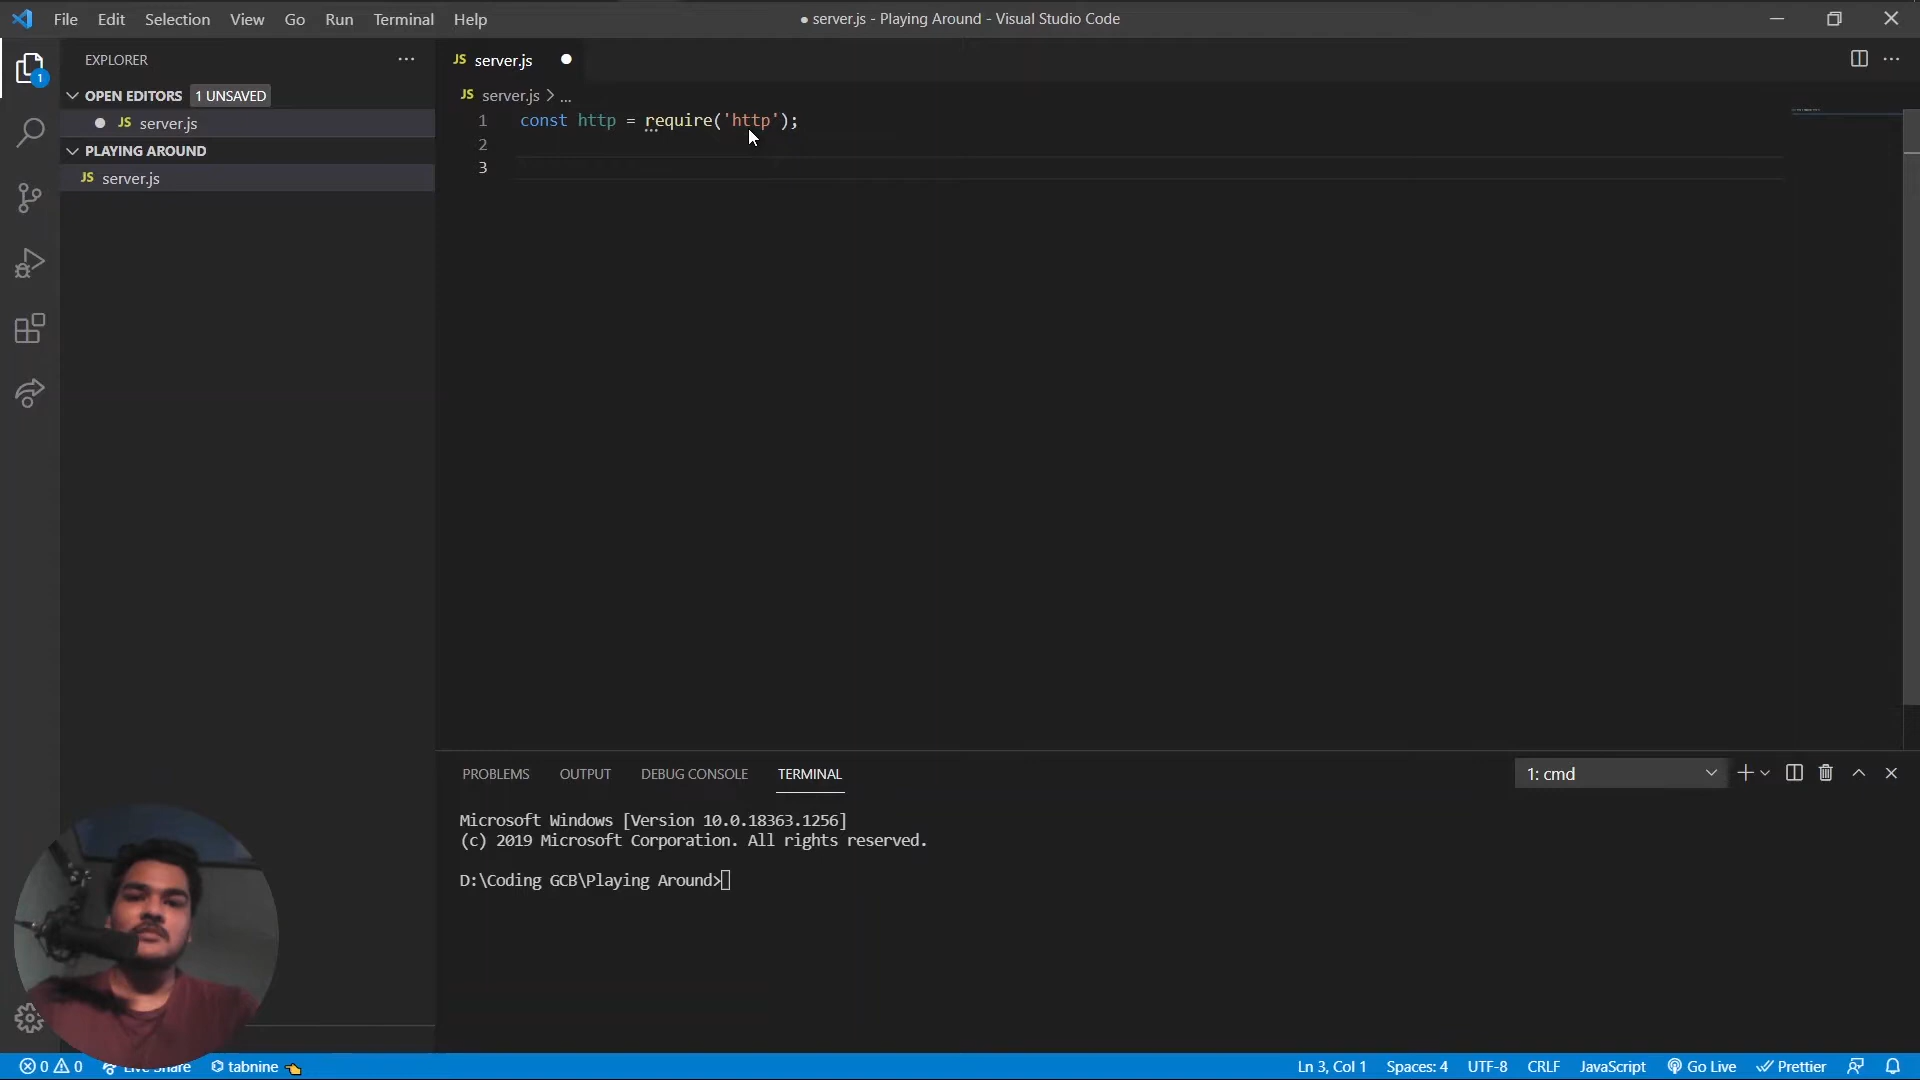 File Edit Selection View Go Run Terminal Help
● server.js - Playing Around - Visual Studio Code
EXPLORER
1
OPEN EDITORS 1 UNSAVED
JS server.js
PLAYING AROUND
JS server.js
JS server.js
JS server.js > ...
1 const http = require('http');
2
3
PROBLEMS OUTPUT DEBUG CONSOLE TERMINAL
1: cmd
Microsoft Windows [Version 10.0.18363.1256]
(c) 2019 Microsoft Corporation. All rights reserved.
D:\Coding GCB\Playing Around>
0 0 Live Share tabnine
Ln 3, Col 1 Spaces: 4 UTF-8 CRLF JavaScript Go Live Prettier